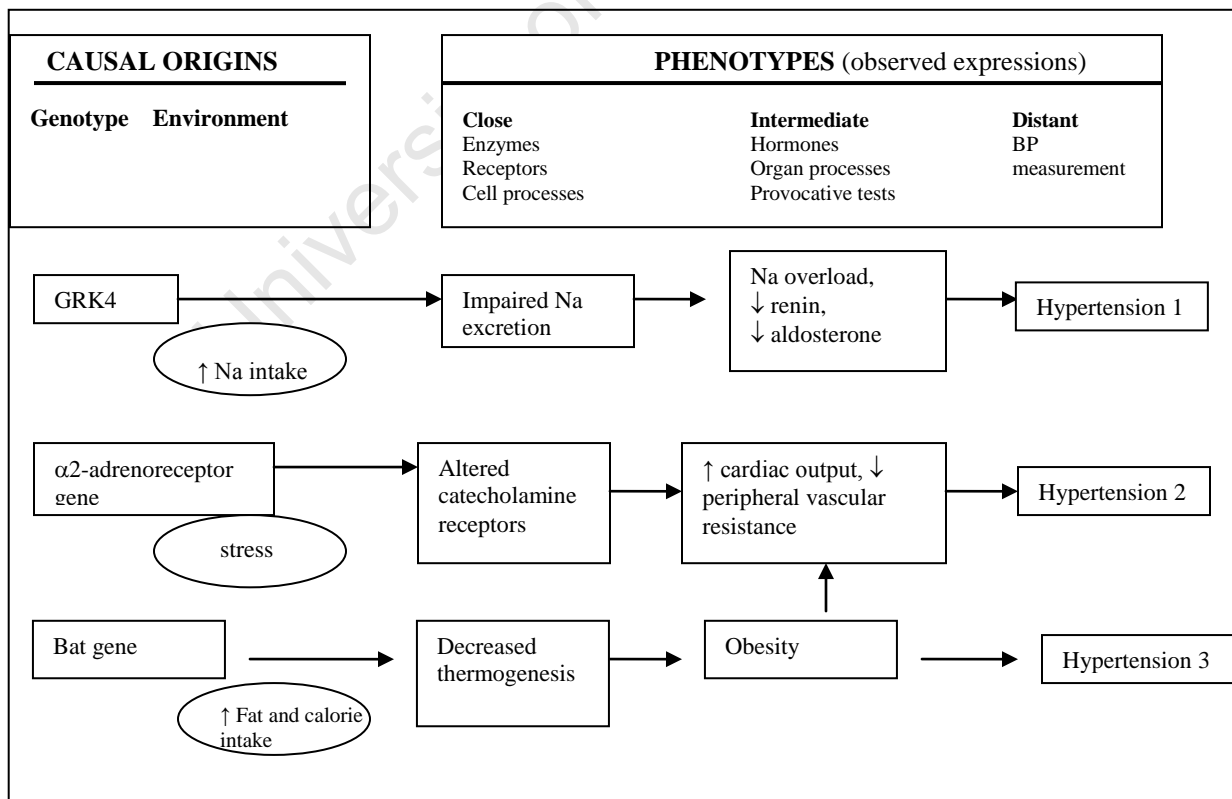 CAUSAL ORIGINS
Genotype Environment
PHENOTYPES (observed expressions)
Close
Enzymes
Receptors
Cell processes
Intermediate
Hormones
Organ processes
Provocative tests
Distant
BP
measurement
GRK4
↑ Na intake
Impaired Na
excretion
Na overload,
↓ renin,
↓ aldosterone
Hypertension 1
α2-adrenoreceptor
gene
stress
Altered
catecholamine
receptors
↑ cardiac output, ↓
peripheral vascular
resistance
Hypertension 2
Bat gene
↑ Fat and calorie
intake
Decreased
thermogenesis
Obesity
Hypertension 3